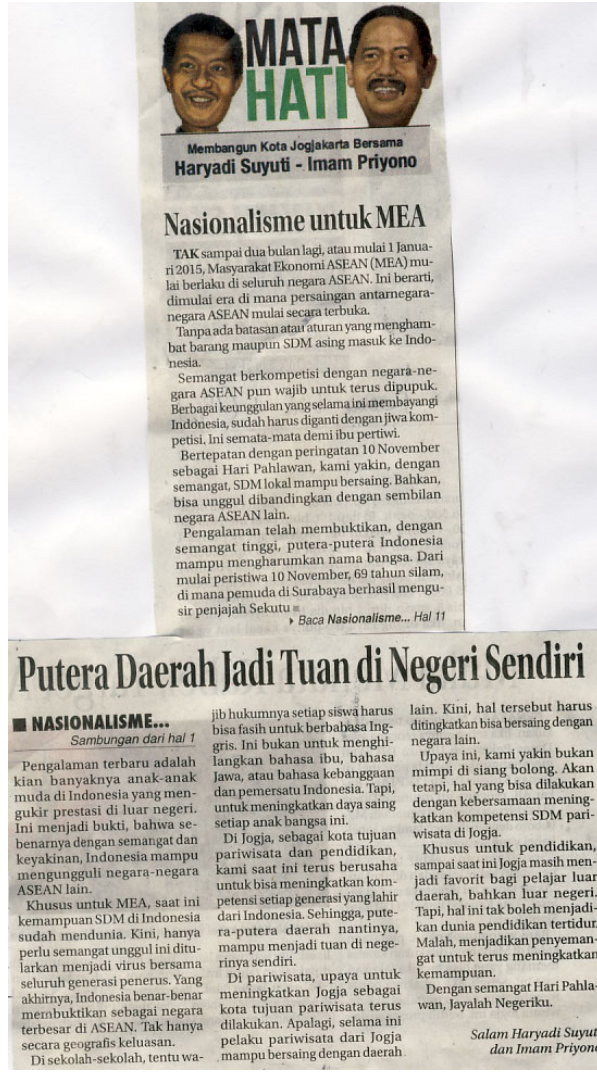 MATA
HATI
Membangun Kota Jogjakarta Bersama
Haryadi Suyuti - Imam Priyono
Nasionalisme untuk MEA
TAK sampai dua bulan lagi, atau mulai 1 Janua-
ri 2015, Masyarakat Ekonomi ASEAN (MEA) mu-
lai berlaku di seluruh negara ASEAN. Ini berarti,
dimulai era di mana persaingan antarnegara-
negara ASEAN mulai secara terbuka.
Tanpa ada batasan atau aturan yang mengham-
bat barang maupun SDM asing masuk ke Indo-
nesia.
Semangat berkompetisi dengan negara-ne-
gara ASEAN pun wajib untuk terus dipupuk.
Berbagai keunggulan yang selama ini membayangi
Indonesia, sudah harus diganti dengan jiwa kom-
petisi. Ini semata-mata demi ibu pertiwi.
Bertepatan dengan peringatan 10 November
sebagai Hari Pahlawan, kami yakin, dengan
semangat, SDM lokal mampu bersaing. Bahkan,
bisa unggul dibandingkan dengan sembilan
negara ASEAN lain.
Pengalaman telah membuktikan, dengan
semangat tinggi, putera-putera Indonesia
mampu mengharumkan nama bangsa. Dari
mulai peristiwa 10 November, 69 tahun silam,
di mana pemuda di Surabaya berhasil mengu-
sir penjajah Sekutu
Baca Nasionalisme... Hal 11
Putera Daerah Jadi Tuan di Negeri Sendiri
NASIONALISME...
Sambungan dari hal 1
Pengalaman terbaru adalah
kian banyaknya anak-anak
muda di Indonesia yang me-
ngukir prestasi di luar negeri.
Ini menjadi bukti, bahwa se-
benarnya dengan semangat dan
keyakinan, Indonesia mampu
mengungguli negara-negara
ASEAN lain.
Khusus untuk MEA, saat ini
kemampuan SDM di Indonesia
sudah mendunia. Kini, hanya
perlu semangat unggul ini ditu-
larkan menjadi virus bersama
seluruh generasi penerus. Yang
akhirnya, Indonesia benar-benar
membuktikan sebagai negara
terbesar di ASEAN. Tak hanya
secara geografis keluasan.
Di sekolah-sekolah, tentu wa-
jib hukumnya setiap siswa harus
bisa fasih untuk berbahasa Ing-
gris. Ini bukan untuk menghi-
langkan bahasa ibu, bahasa
Jawa, atau bahasa kebanggaan
dan pemersatu Indonesia. Tapi,
untuk meningkatkan daya saing
setiap anak bangsa ini.
Di Jogja, sebagai kota tujuan
pariwisata dan pendidikan,
kami saat ini terus berusaha
untuk bisa meningkatkan kom-
petensi setiap generasi yang lahir
dari Indonesia. Sehingga, pute-
ra-putera daerah nantinya,
mampu menjadi tuan di nege-
rinya sendiri.
Di pariwisata, upaya untuk
meningkatkan Jogja sebagai
kota tujuan pariwisata terus
dilakukan. Apalagi, selama ini
pelaku pariwisata dari Jogja
mampu bersaing dengan daerah
lain. Kini, hal tersebut harus
ditingkatkan bisa bersaing dengan
negara lain.
Upaya ini, kami yakin bukan
mimpi di siang bolong. Akan
tetapi, hal yang bisa dilakukan
dengan kebersamaan mening-
katkan kompetensi SDM pari-
wisata di Jogja.
Khusus untuk pendidikan,
sampai saat ini Jogja masih men-
jadi favorit bagi pelajar luar
daerah, bahkan luar negeri.
Tapi, hal ini tak boleh menjadi-
kan dunia pendidikan tertidur.
Malah, menjadikan penyeman-
gat untuk terus meningkatkan
kemampuan.
Dengan semangat Hari Pahla-
wan, Jayalah Negeriku.
Salam Haryadi Suyut
dan Imam Priyono